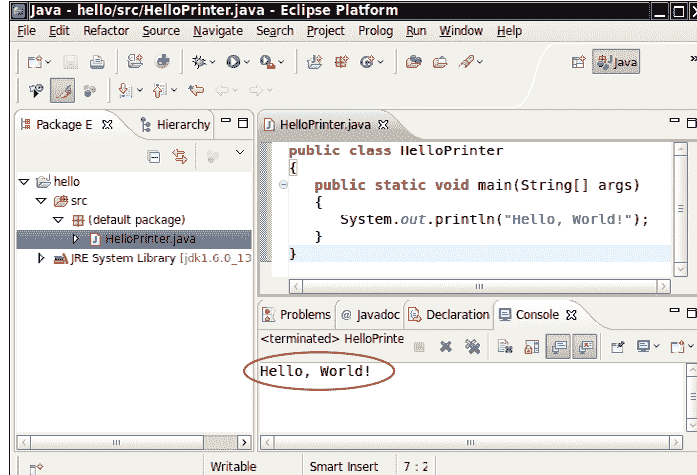 Java - hello/src/HelloPrinter.java - Eclipse Platform
File Edit Refactor Source Navigate Search Project Prolog Run Window Help
Java
Package E Hierarchy
hello
src
(default package)
HelloPrinter.java
JRE System Library [jdk1.6.0_13
HelloPrinter.java
public class HelloPrinter
{
public static void main(String[] args)
{
System.out.println("Hello, World!");
}
}
Problems @ Javadoc Declaration Console
<terminated> HelloPrinte
Hello, World!
Writable Smart Insert 7 : 2